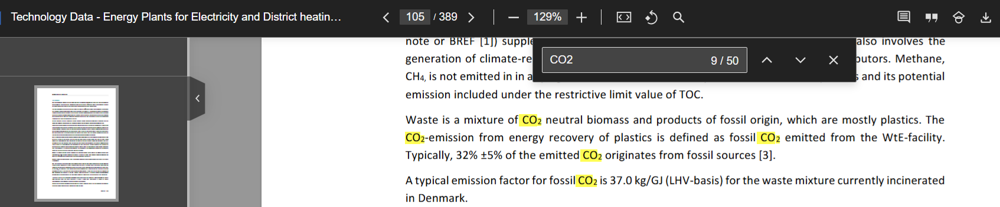 Technology Data - Energy Plants for Electricity and District heatin...
105 / 389
129%
CO2
9 / 50
note or BREF [1]) supple also involves the
generation of climate-re butors. Methane,
CH₄, is not emitted in in a s and its potential
emission included under the restrictive limit value of TOC.
Waste is a mixture of CO₂ neutral biomass and products of fossil origin, which are mostly plastics. The
CO₂-emission from energy recovery of plastics is defined as fossil CO₂ emitted from the WtE-facility.
Typically, 32% ±5% of the emitted CO₂ originates from fossil sources [3].
A typical emission factor for fossil CO₂ is 37.0 kg/GJ (LHV-basis) for the waste mixture currently incinerated
in Denmark.